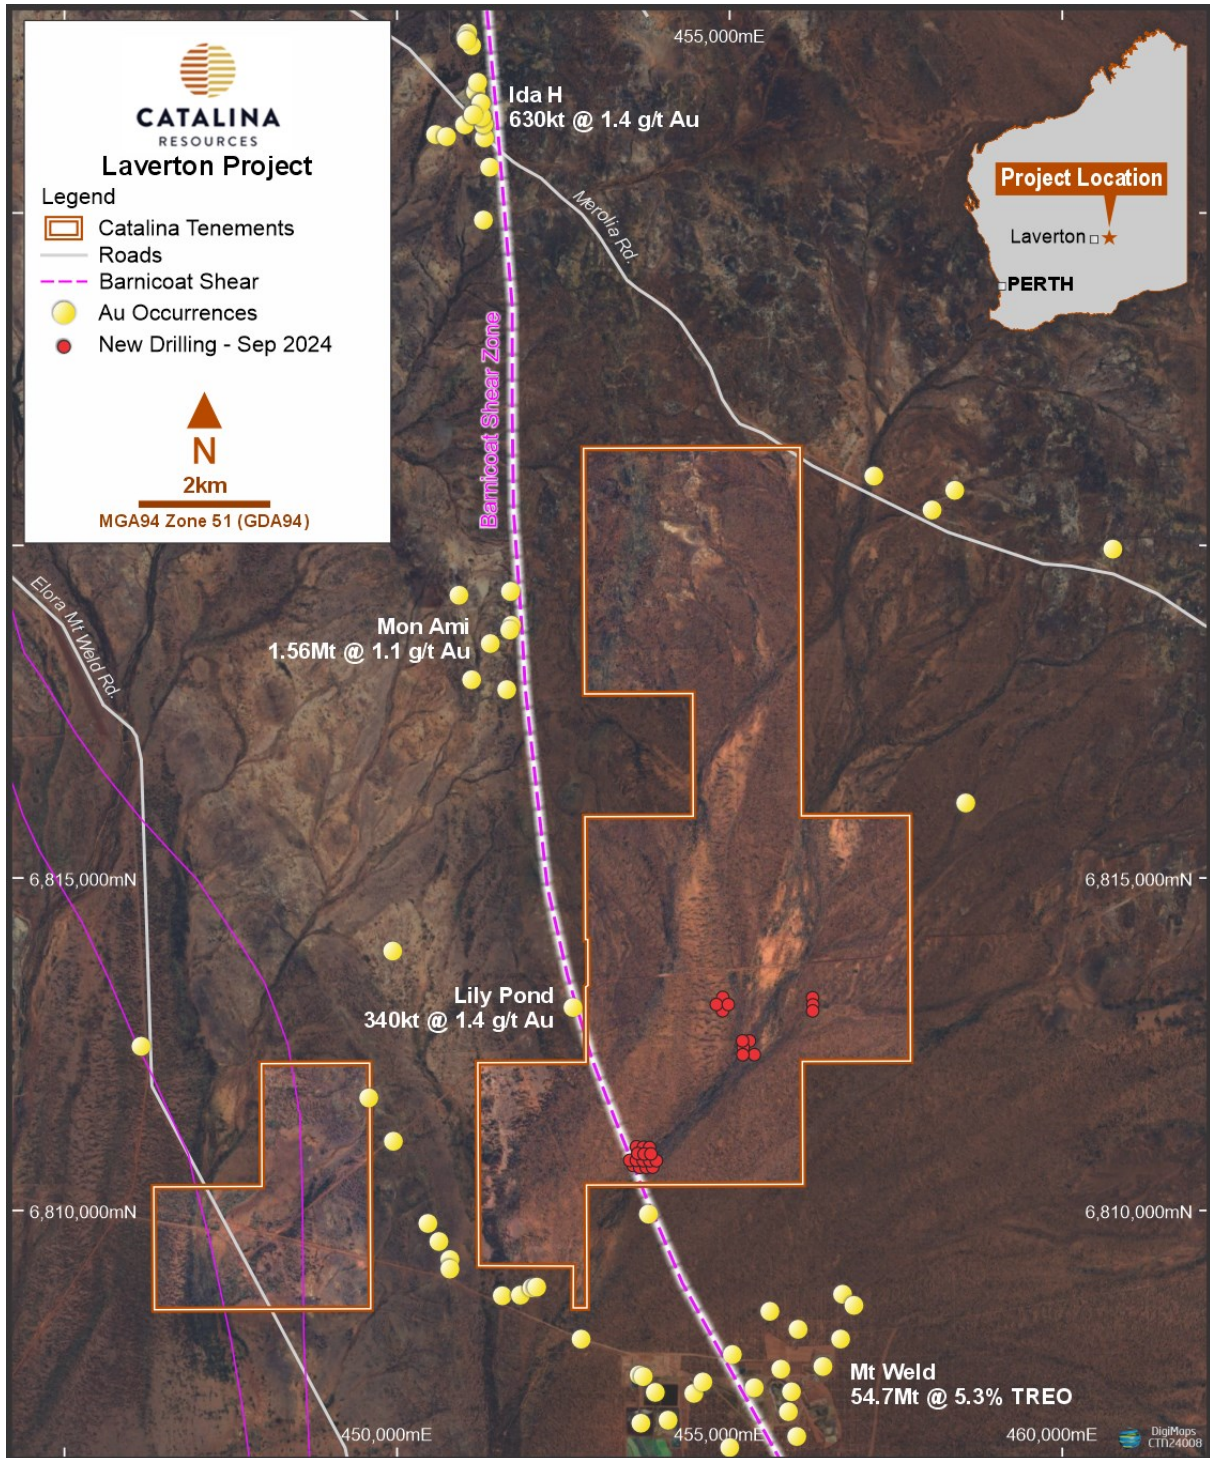 CATALINA
RESOURCES
Laverton Project
Legend
Catalina Tenements
Roads
Barnicoat Shear
Au Occurrences
New Drilling - Sep 2024
N
2km
MGA94 Zone 51 (GDA94)
455,000mE
Ida H
630kt @ 1.4 g/t Au
Merolia Rd.
Project Location
Laverton
PERTH
Barnicoat Shear Zone
Elora Mt Weld Rd.
Mon Ami
1.56Mt @ 1.1 g/t Au
6,815,000mN
6,815,000mN
Lily Pond
340kt @ 1.4 g/t Au
6,810,000mN
6,810,000mN
Mt Weld
54.7Mt @ 5.3% TREO
450,000mE
455,000mE
460,000mE
DigiMaps
CTN24008